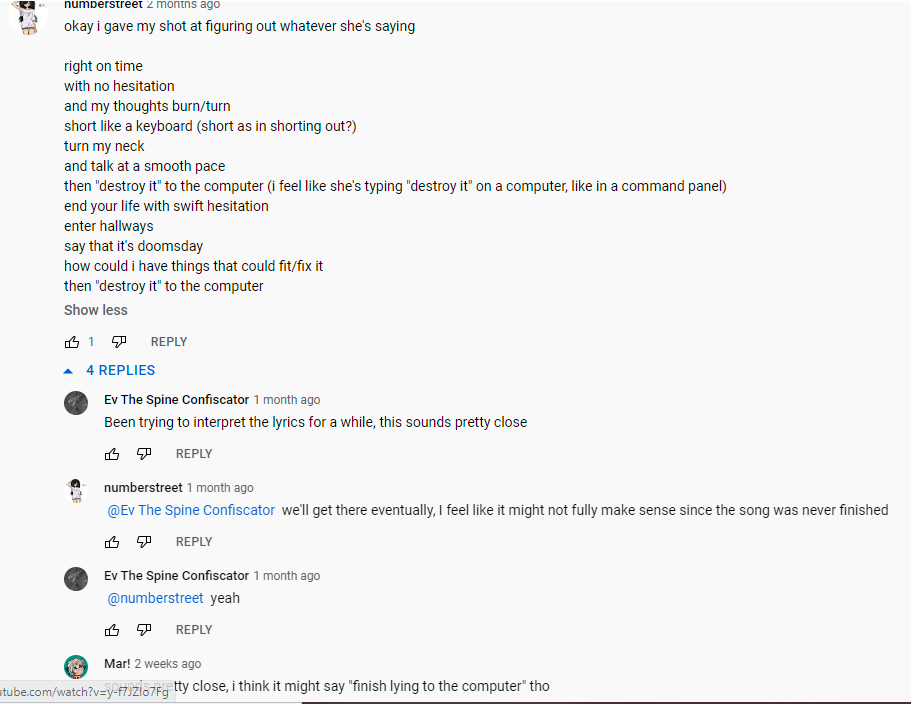 numberstreet 2 months ago
okay i gave my shot at figuring out whatever she's saying
right on time
with no hesitation
and my thoughts burn/turn
short like a keyboard (short as in shorting out?)
turn my neck
and talk at a smooth pace
then "destroy it" to the computer (i feel like she's typing "destroy it" on a computer, like in a command panel)
end your life with swift hesitation
enter hallways
say that it's doomsday
how could i have things that could fit/fix it
then "destroy it" to the computer
Show less
1 REPLY
4 REPLIES
Ev The Spine Confiscator 1 month ago
Been trying to interpret the lyrics for a while, this sounds pretty close
REPLY
numberstreet 1 month ago
@Ev The Spine Confiscator we'll get there eventually, I feel like it might not fully make sense since the song was never finished
REPLY
Ev The Spine Confiscator 1 month ago
@numberstreet yeah
REPLY
Mar! 2 weeks ago
sounds pretty close, i think it might say "finish lying to the computer" tho
utube.com/watch?v=y-f7JZIo7Fg